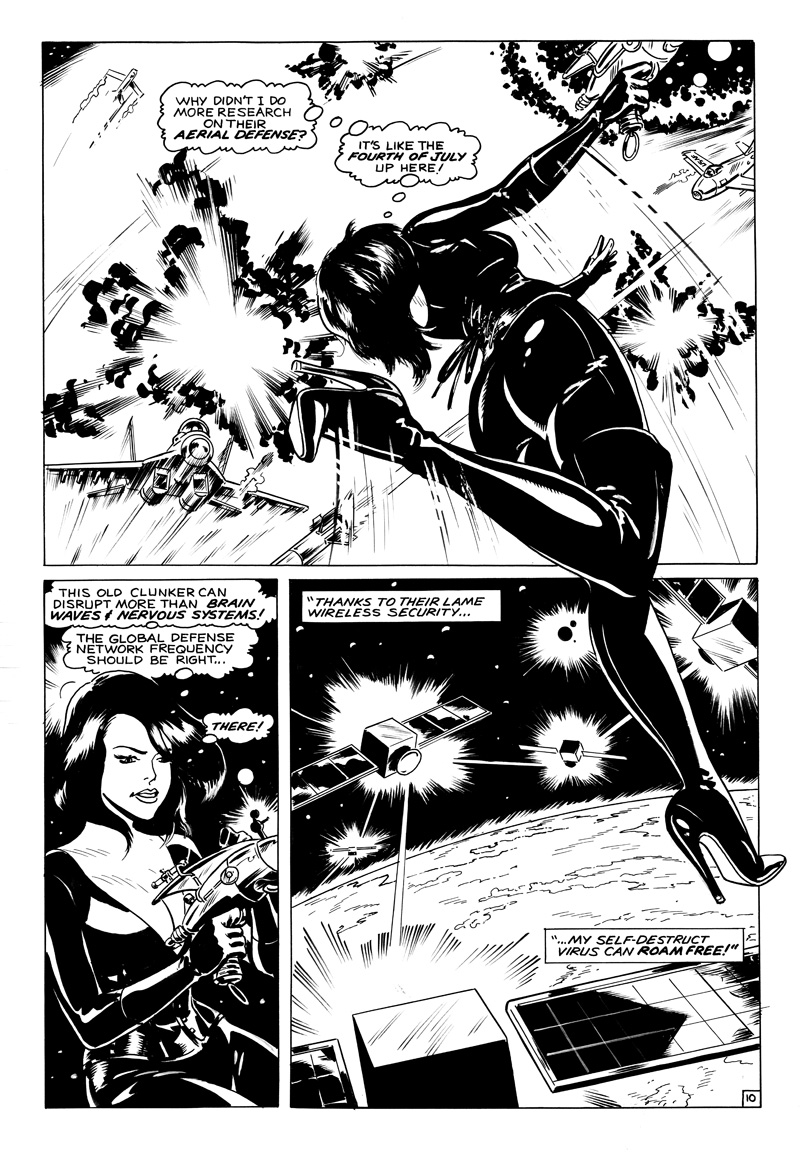 WHY DIDN'T I DO
MORE RESEARCH
ON THEIR
AERIAL DEFENSE?
IT'S LIKE THE
FOURTH OF JULY
UP HERE!
THIS OLD CLUNKER CAN
DISRUPT MORE THAN BRAIN
WAVES & NERVOUS SYSTEMS!
THE GLOBAL DEFENSE
NETWORK FREQUENCY
SHOULD BE RIGHT...
THERE!
"THANKS TO THEIR LAME
WIRELESS SECURITY...
"...MY SELF-DESTRUCT
VIRUS CAN ROAM FREE!"
10